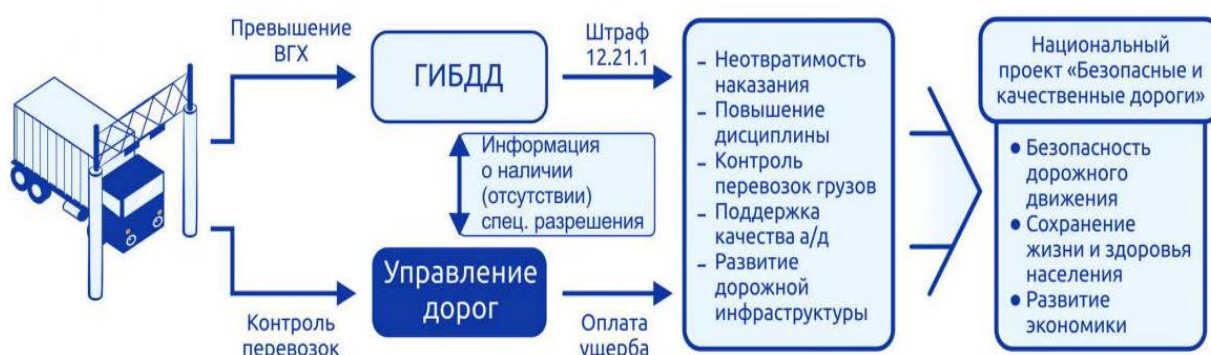 Превышение
ВГХ
ГИБДД
Штраф
12.21.1
Информация
о наличии
(отсутствии)
спец. разрешения
Контроль
перевозок
Управление
дорог
Оплата
ущерба
– Неотвратимость
наказания
– Повышение
дисциплины
– Контроль
перевозок грузов
– Поддержка
качества а/д
– Развитие
дорожной
инфраструктуры
Национальный
проект «Безопасные и
качественные дороги»
● Безопасность
дорожного
движения
● Сохранение
жизни и здоровья
населения
● Развитие
экономики